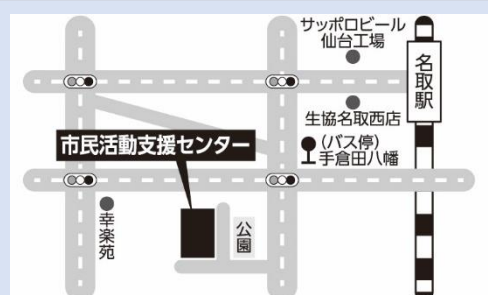 サッポロビール
仙台工場
名取駅
生協名取西店
(バス停)
手倉田八幡
市民活動支援センター
幸楽苑
公園